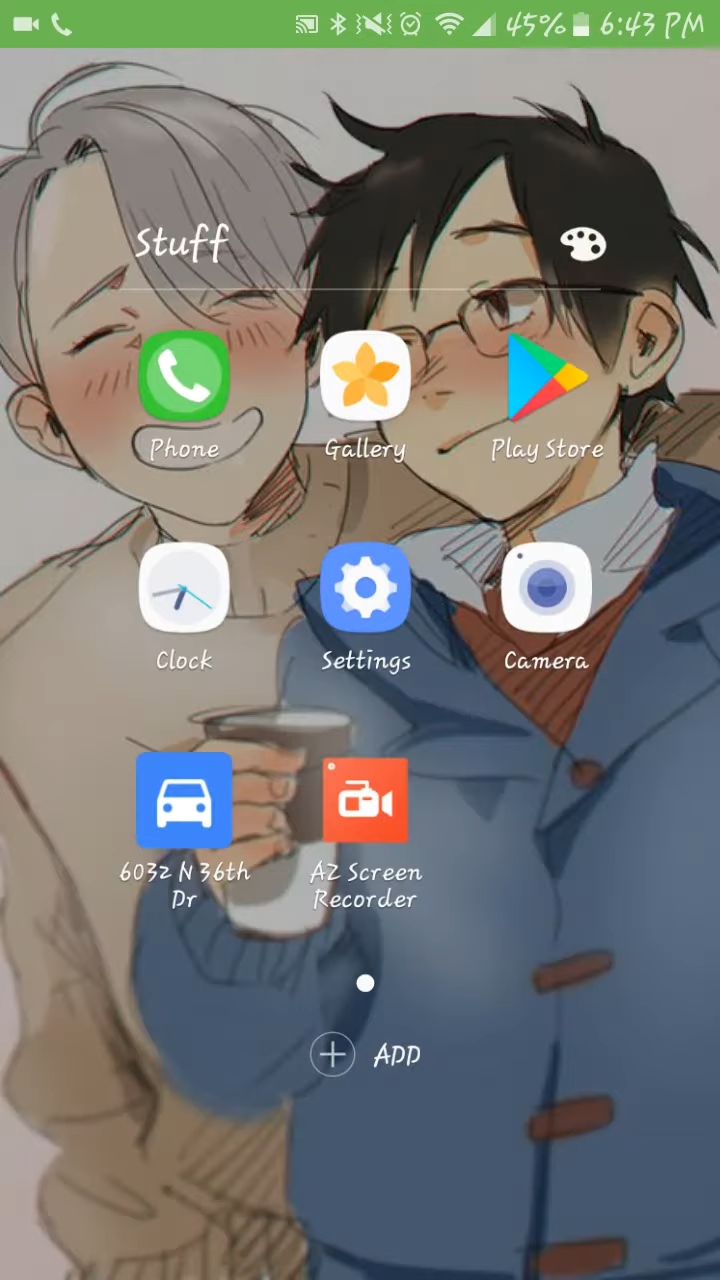 45% 6:43 PM
Stuff
Phone Gallery Play Store
Clock Settings Camera
6032 N 36th
Dr
AZ Screen
Recorder
ADD